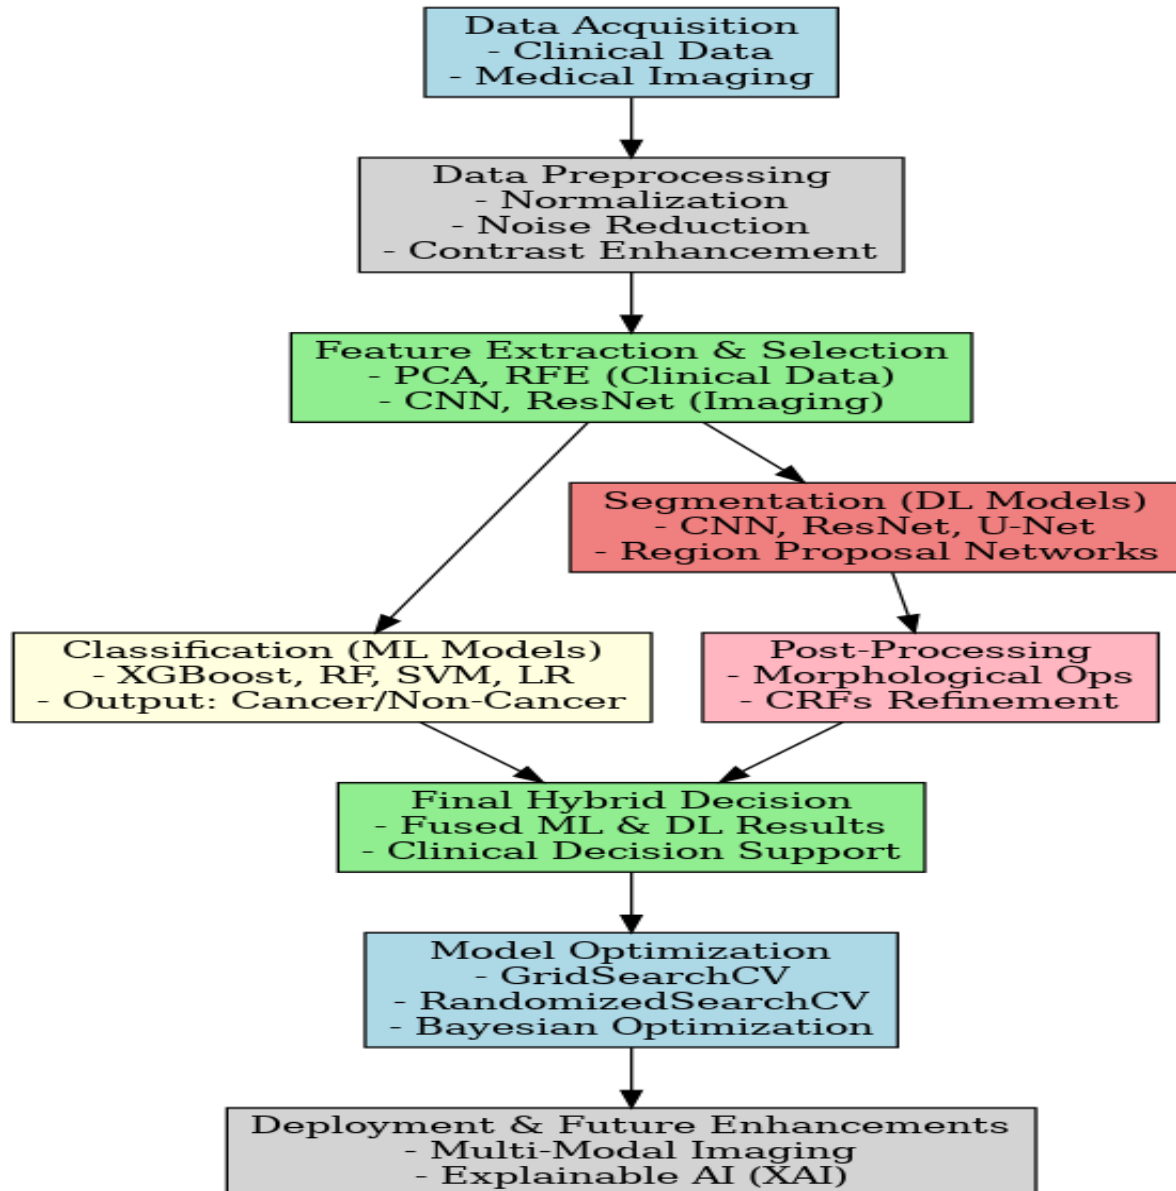 Data Acquisition
- Clinical Data
- Medical Imaging
Data Preprocessing
- Normalization
- Noise Reduction
- Contrast Enhancement
Feature Extraction & Selection
- PCA, RFE (Clinical Data)
- CNN, ResNet (Imaging)
Segmentation (DL Models)
- CNN, ResNet, U-Net
- Region Proposal Networks
Classification (ML Models)
- XGBoost, RF, SVM, LR
- Output: Cancer/Non-Cancer
Post-Processing
- Morphological Ops
- CRFs Refinement
Final Hybrid Decision
- Fused ML & DL Results
- Clinical Decision Support
Model Optimization
- GridSearchCV
- RandomizedSearchCV
- Bayesian Optimization
Deployment & Future Enhancements
- Multi-Modal Imaging
- Explainable AI (XAI)